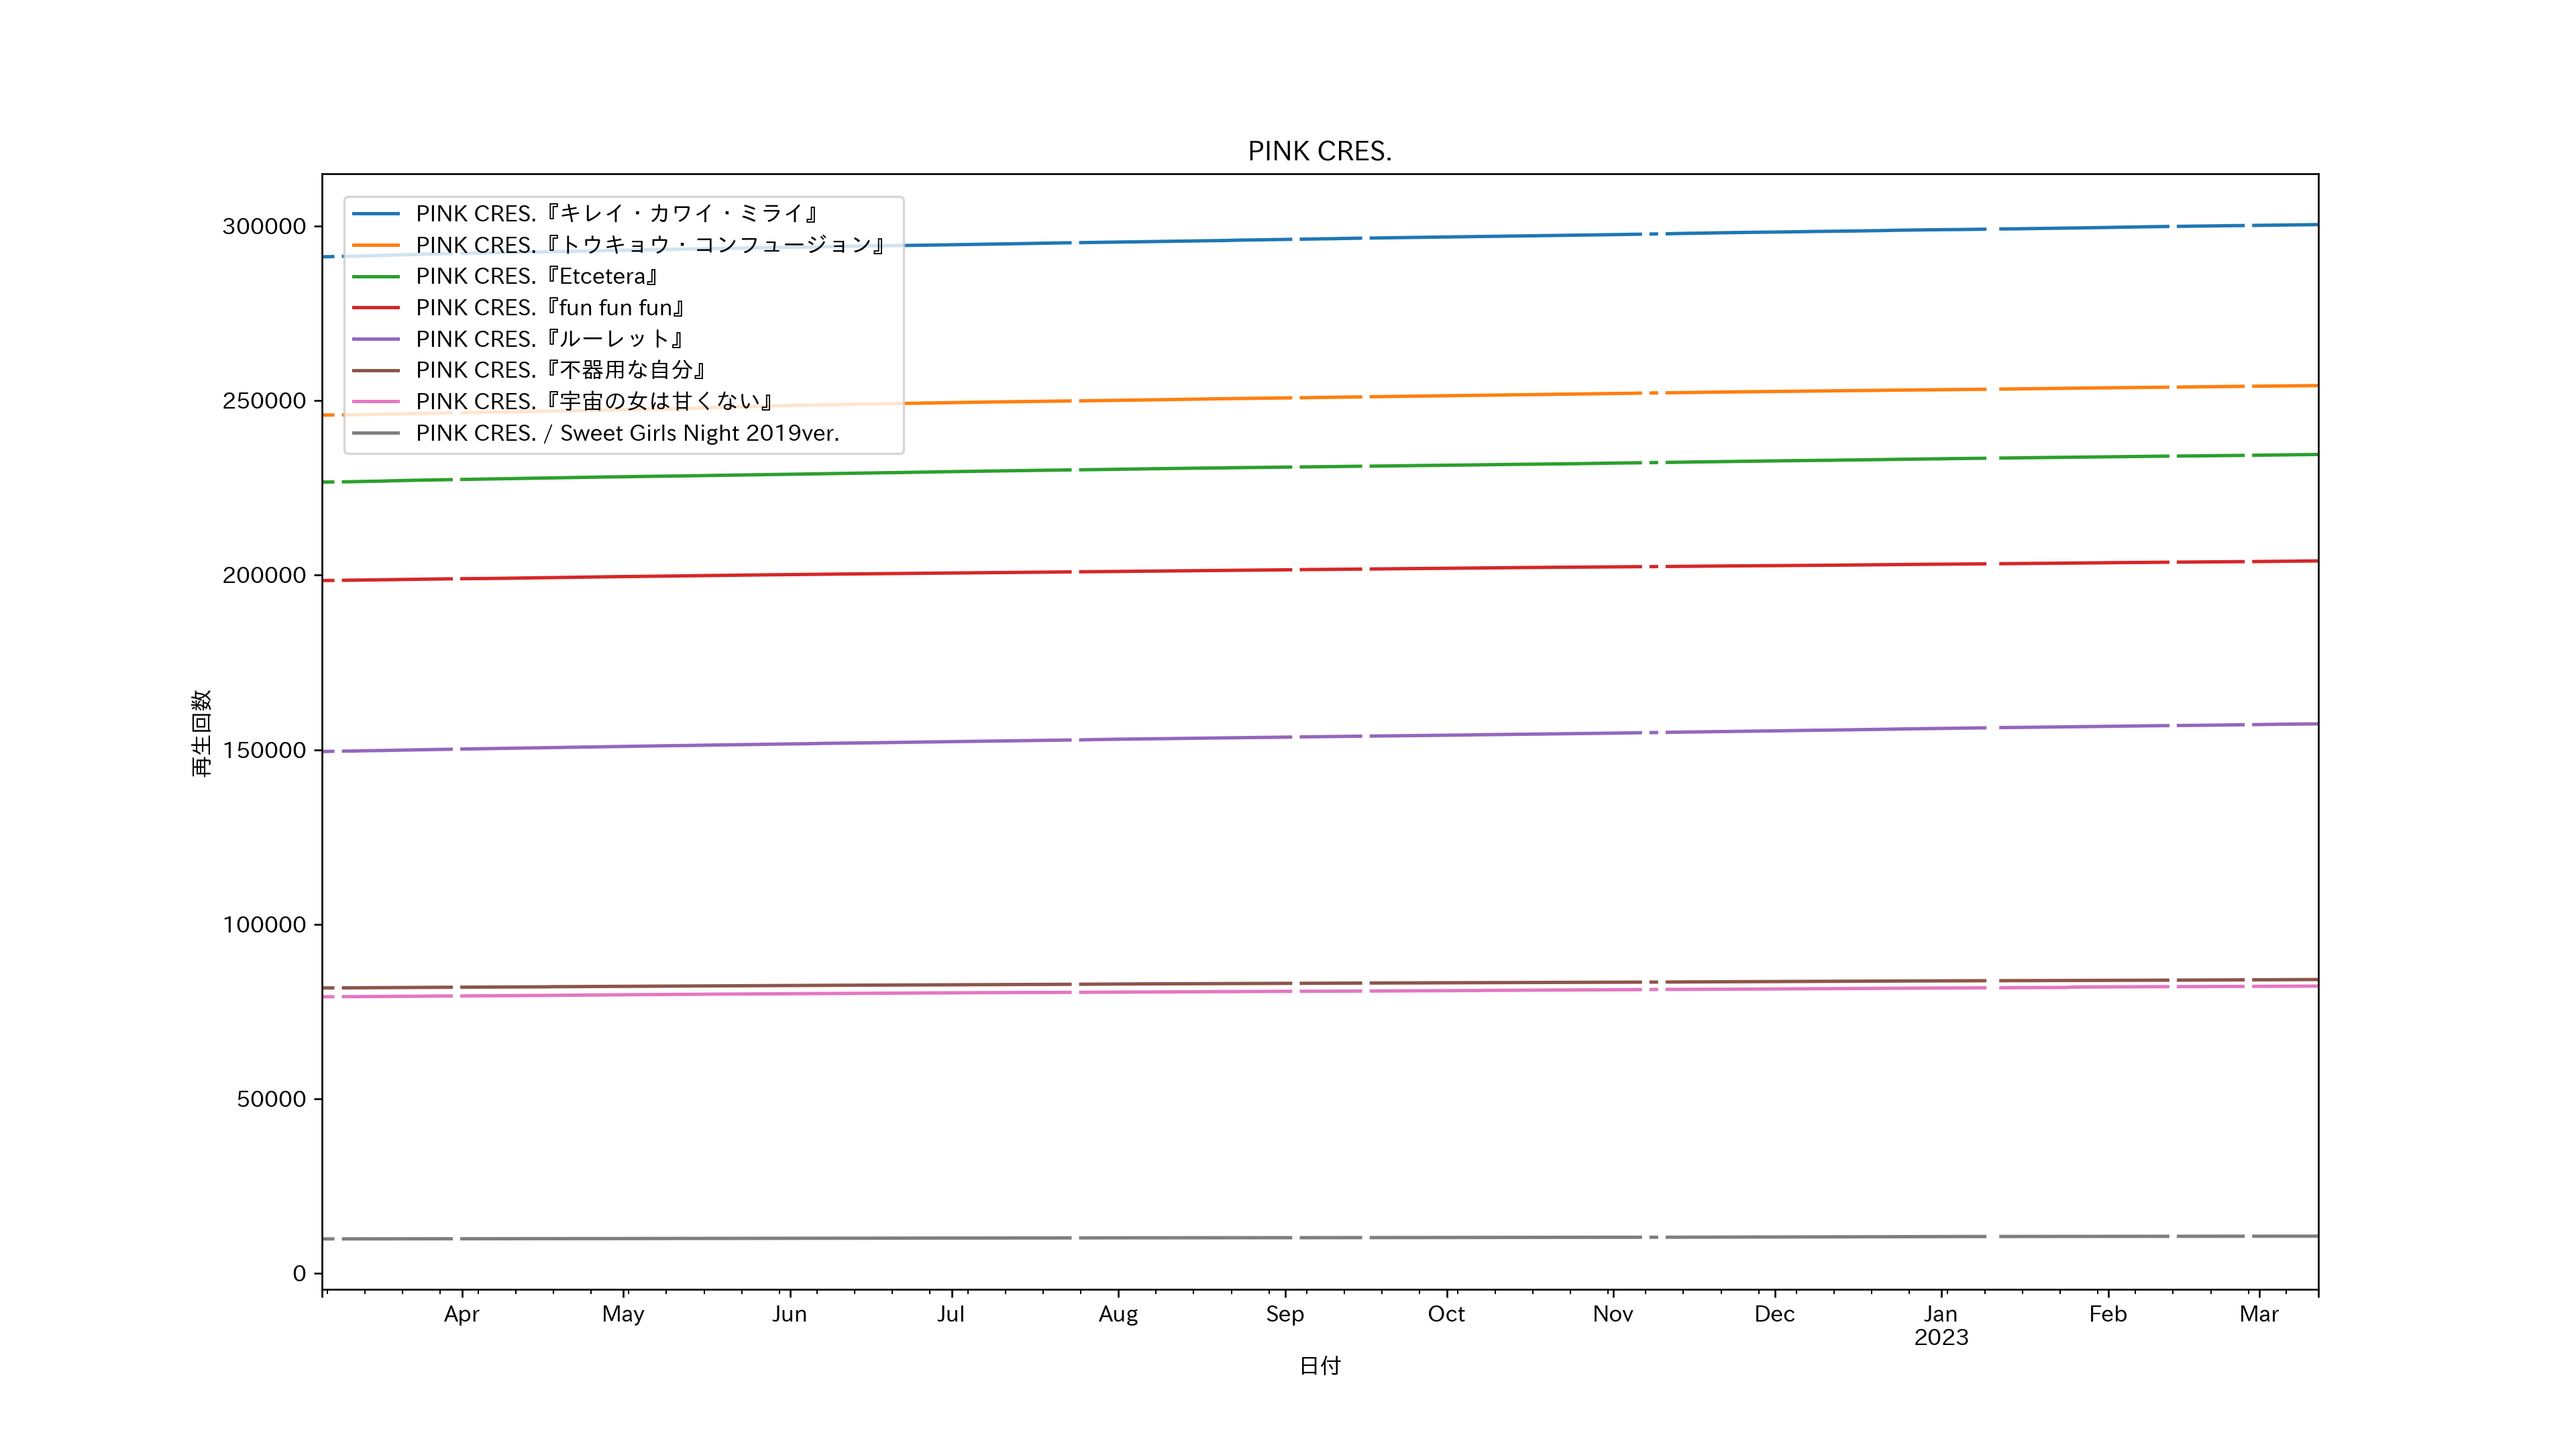 PINK CRES.
PINK CRES.『キレイ・カワイ・ミライ』
PINK CRES.『トウキョウ・コンフュージョン』
PINK CRES.『Etcetera』
PINK CRES.『fun fun fun』
PINK CRES.『ルーレット』
PINK CRES.『不器用な自分』
PINK CRES.『宇宙の女は甘くない』
PINK CRES. / Sweet Girls Night 2019ver.
300000
250000
200000
150000
100000
50000
0
再生回数
Apr May Jun Jul Aug Sep Oct Nov Dec Jan Feb Mar
2023
日付